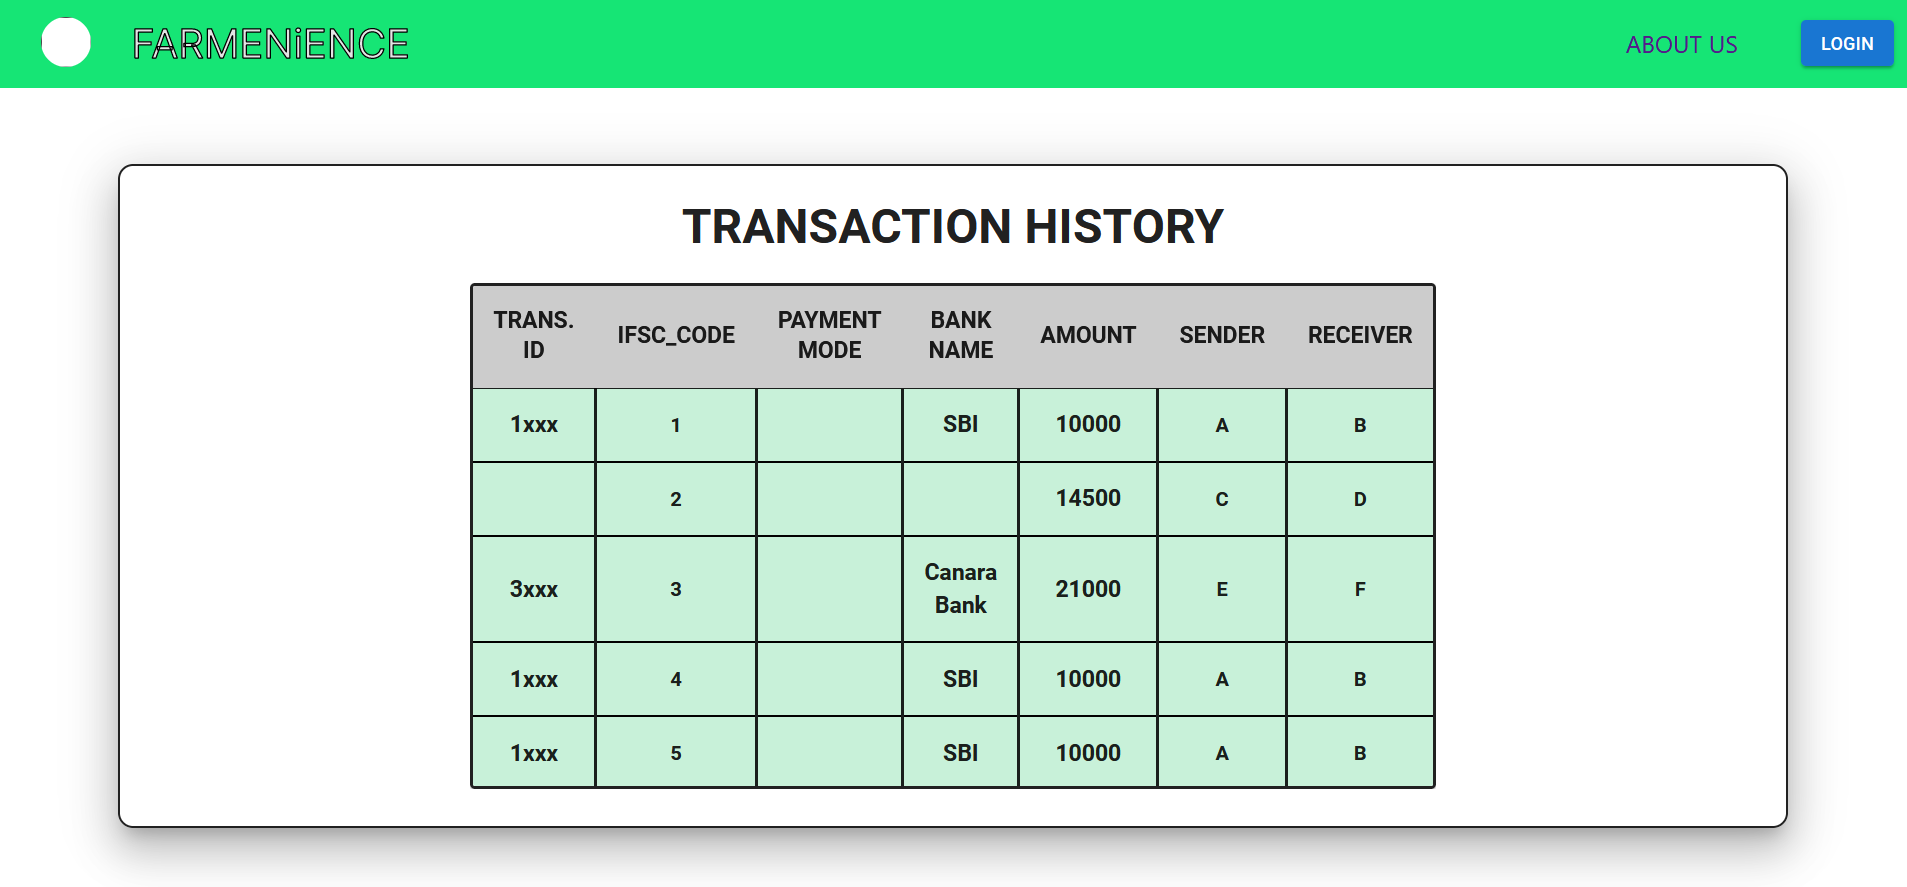 FARMENiENCE
ABOUT US
LOGIN
TRANSACTION HISTORY
TRANS. ID IFSC_CODE PAYMENT MODE BANK NAME AMOUNT SENDER RECEIVER
1xxx 1 SBI 10000 A B
2 14500 C D
3xxx 3 Canara Bank 21000 E F
1xxx 4 SBI 10000 A B
1xxx 5 SBI 10000 A B